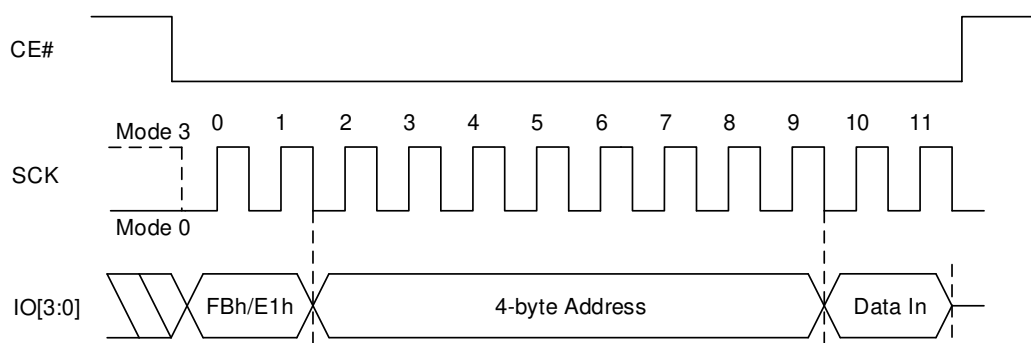 CE#
Mode 3 0 1 2 3 4 5 6 7 8 9 10 11
SCK
Mode 0
IO[3:0] FBh/E1h 4-byte Address Data In